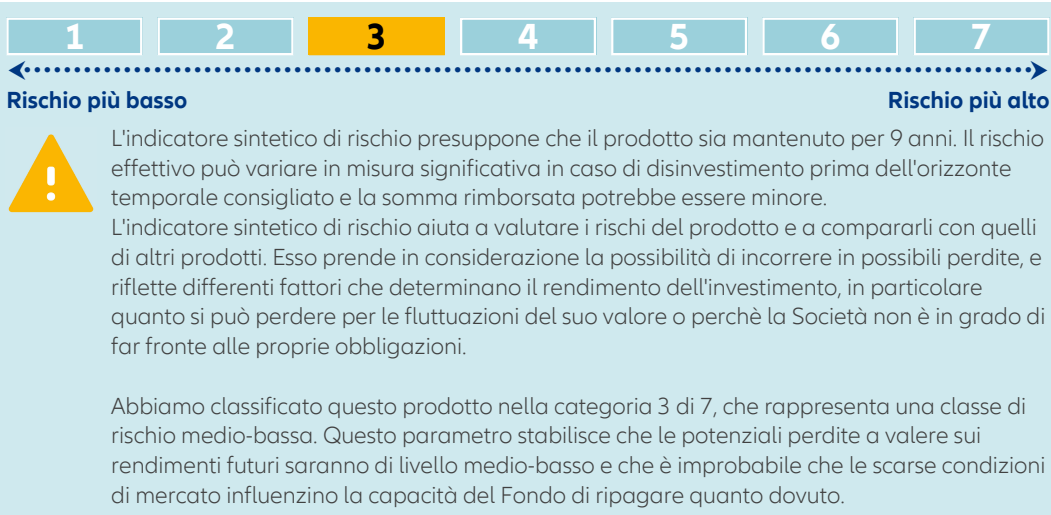 1 2 3 4 5 6 7
Rischio più basso Rischio più alto
L'indicatore sintetico di rischio presuppone che il prodotto sia mantenuto per 9 anni. Il rischio
effettivo può variare in misura significativa in caso di disinvestimento prima dell'orizzonte
temporale consigliato e la somma rimborsata potrebbe essere minore.
L'indicatore sintetico di rischio aiuta a valutare i rischi del prodotto e a compararli con quelli
di altri prodotti. Esso prende in considerazione la possibilità di incorrere in possibili perdite, e
riflette differenti fattori che determinano il rendimento dell'investimento, in particolare
quanto si può perdere per le fluttuazioni del suo valore o perchè la Società non è in grado di
far fronte alle proprie obbligazioni.
Abbiamo classificato questo prodotto nella categoria 3 di 7, che rappresenta una classe di
rischio medio-bassa. Questo parametro stabilisce che le potenziali perdite a valere sui
rendimenti futuri saranno di livello medio-basso e che è improbabile che le scarse condizioni
di mercato influenzino la capacità del Fondo di ripagare quanto dovuto.